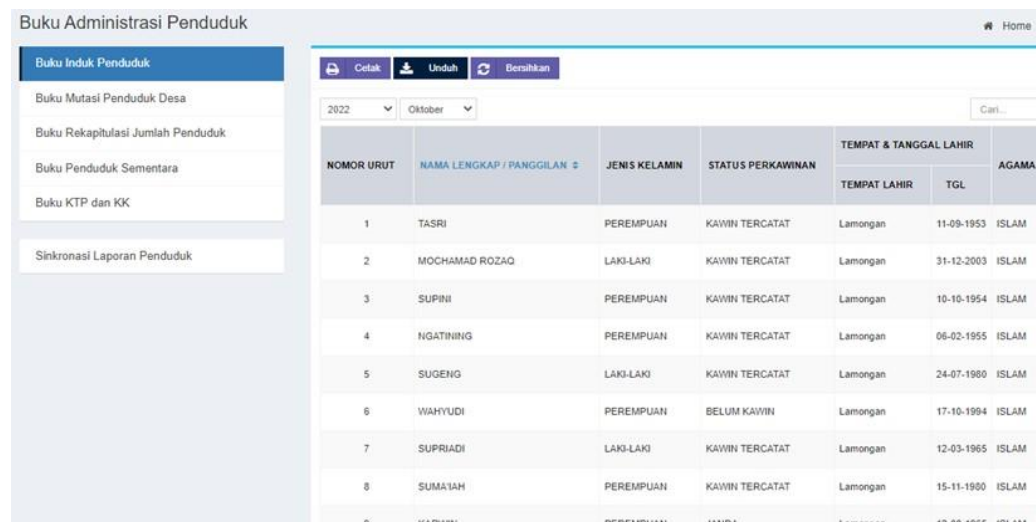 Buku Administrasi Penduduk
Home
Buku Induk Penduduk
Buku Mutasi Penduduk Desa
Buku Rekapitulasi Jumlah Penduduk
Buku Penduduk Sementara
Buku KTP dan KK
Sinkronasi Laporan Penduduk
Cetak Unduh Bersihkan
2022 Oktober Cari...
TEMPAT & TANGGAL LAHIR
NOMOR URUT NAMA LENGKAP / PANGGILAN JENIS KELAMIN STATUS PERKAWINAN AGAMA
TEMPAT LAHIR TGL
1 TASRI PEREMPUAN KAWIN TERCATAT Lamongan 11-09-1953 ISLAM
2 MOCHAMAD ROZAQ LAKI-LAKI KAWIN TERCATAT Lamongan 31-12-2003 ISLAM
3 SUPINI PEREMPUAN KAWIN TERCATAT Lamongan 10-10-1954 ISLAM
4 NGATINING PEREMPUAN KAWIN TERCATAT Lamongan 06-02-1955 ISLAM
5 SUGENG LAKI-LAKI KAWIN TERCATAT Lamongan 24-07-1980 ISLAM
6 WAHYUDI PEREMPUAN BELUM KAWIN Lamongan 17-10-1994 ISLAM
7 SUPRIADI LAKI-LAKI KAWIN TERCATAT Lamongan 12-03-1965 ISLAM
8 SUMA'IAH PEREMPUAN KAWIN TERCATAT Lamongan 15-11-1980 ISLAM